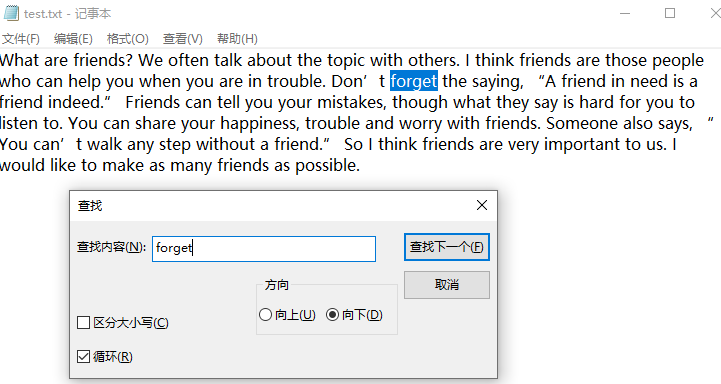 test.txt - 记事本
文件(F) 编辑(E) 格式(O) 查看(V) 帮助(H)
What are friends? We often talk about the topic with others. I think friends are those people
who can help you when you are in trouble. Don’t forget the saying, “A friend in need is a
friend indeed.” Friends can tell you your mistakes, though what they say is hard for you to
listen to. You can share your happiness, trouble and worry with friends. Someone also says, “
You can’t walk any step without a friend.” So I think friends are very important to us. I
would like to make as many friends as possible.
查找
查找内容(N): forget 查找下一个(F)
方向 取消
向上(U) 向下(D)
区分大小写(C)
循环(R)